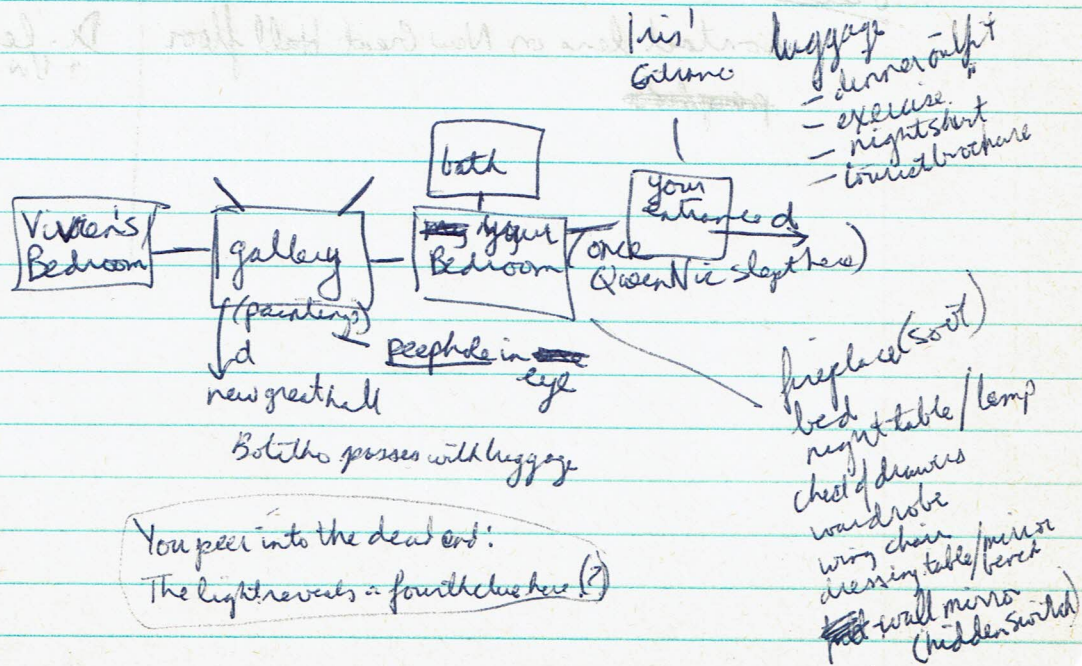 Iris'
luggage
- dinner outfit
- exercise "
- nightshirt
- tourist brochure
bath
your
entrance d
Vivien's
Bedroom
gallery
(paintings)
your
Bedroom
(once
Queen Vic slept here)
peephole in
eye
d
new great hall
Bolitho passes with luggage
fireplace (soot)
bed
night table/lamp
chest of drawers
wardrobe
wing chair
dressing table/mirror
bench
wall mirror
(hidden switch)
You peer into the dead end:
The light reveals - fourth clue here (?)